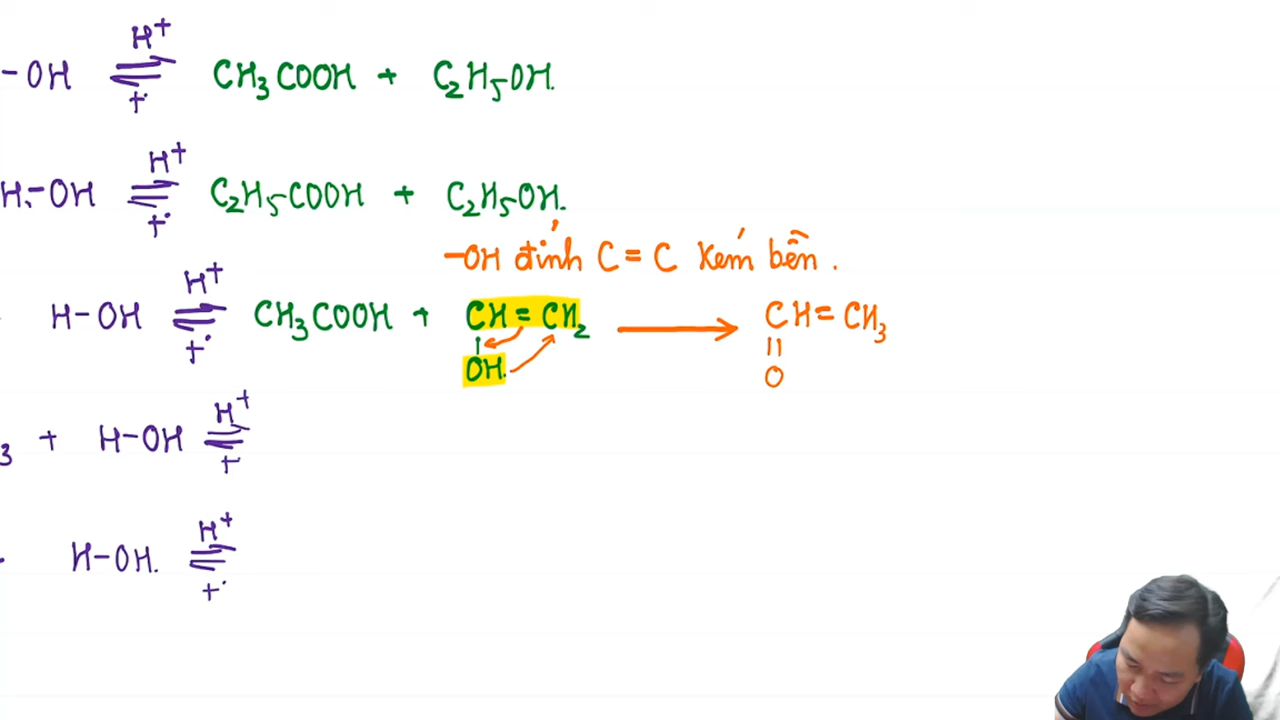 -OH ⇌ H+ t° CH3COOH + C2H5OH.
H-OH ⇌ H+ t° C2H5COOH + C2H5OH.
-OH đính C = C kém bền.
H-OH ⇌ H+ t° CH3COOH + CH = CH2 → CH = CH3
OH. O
3 + H-OH ⇌ H+ t°
H-OH. ⇌ H+ t°